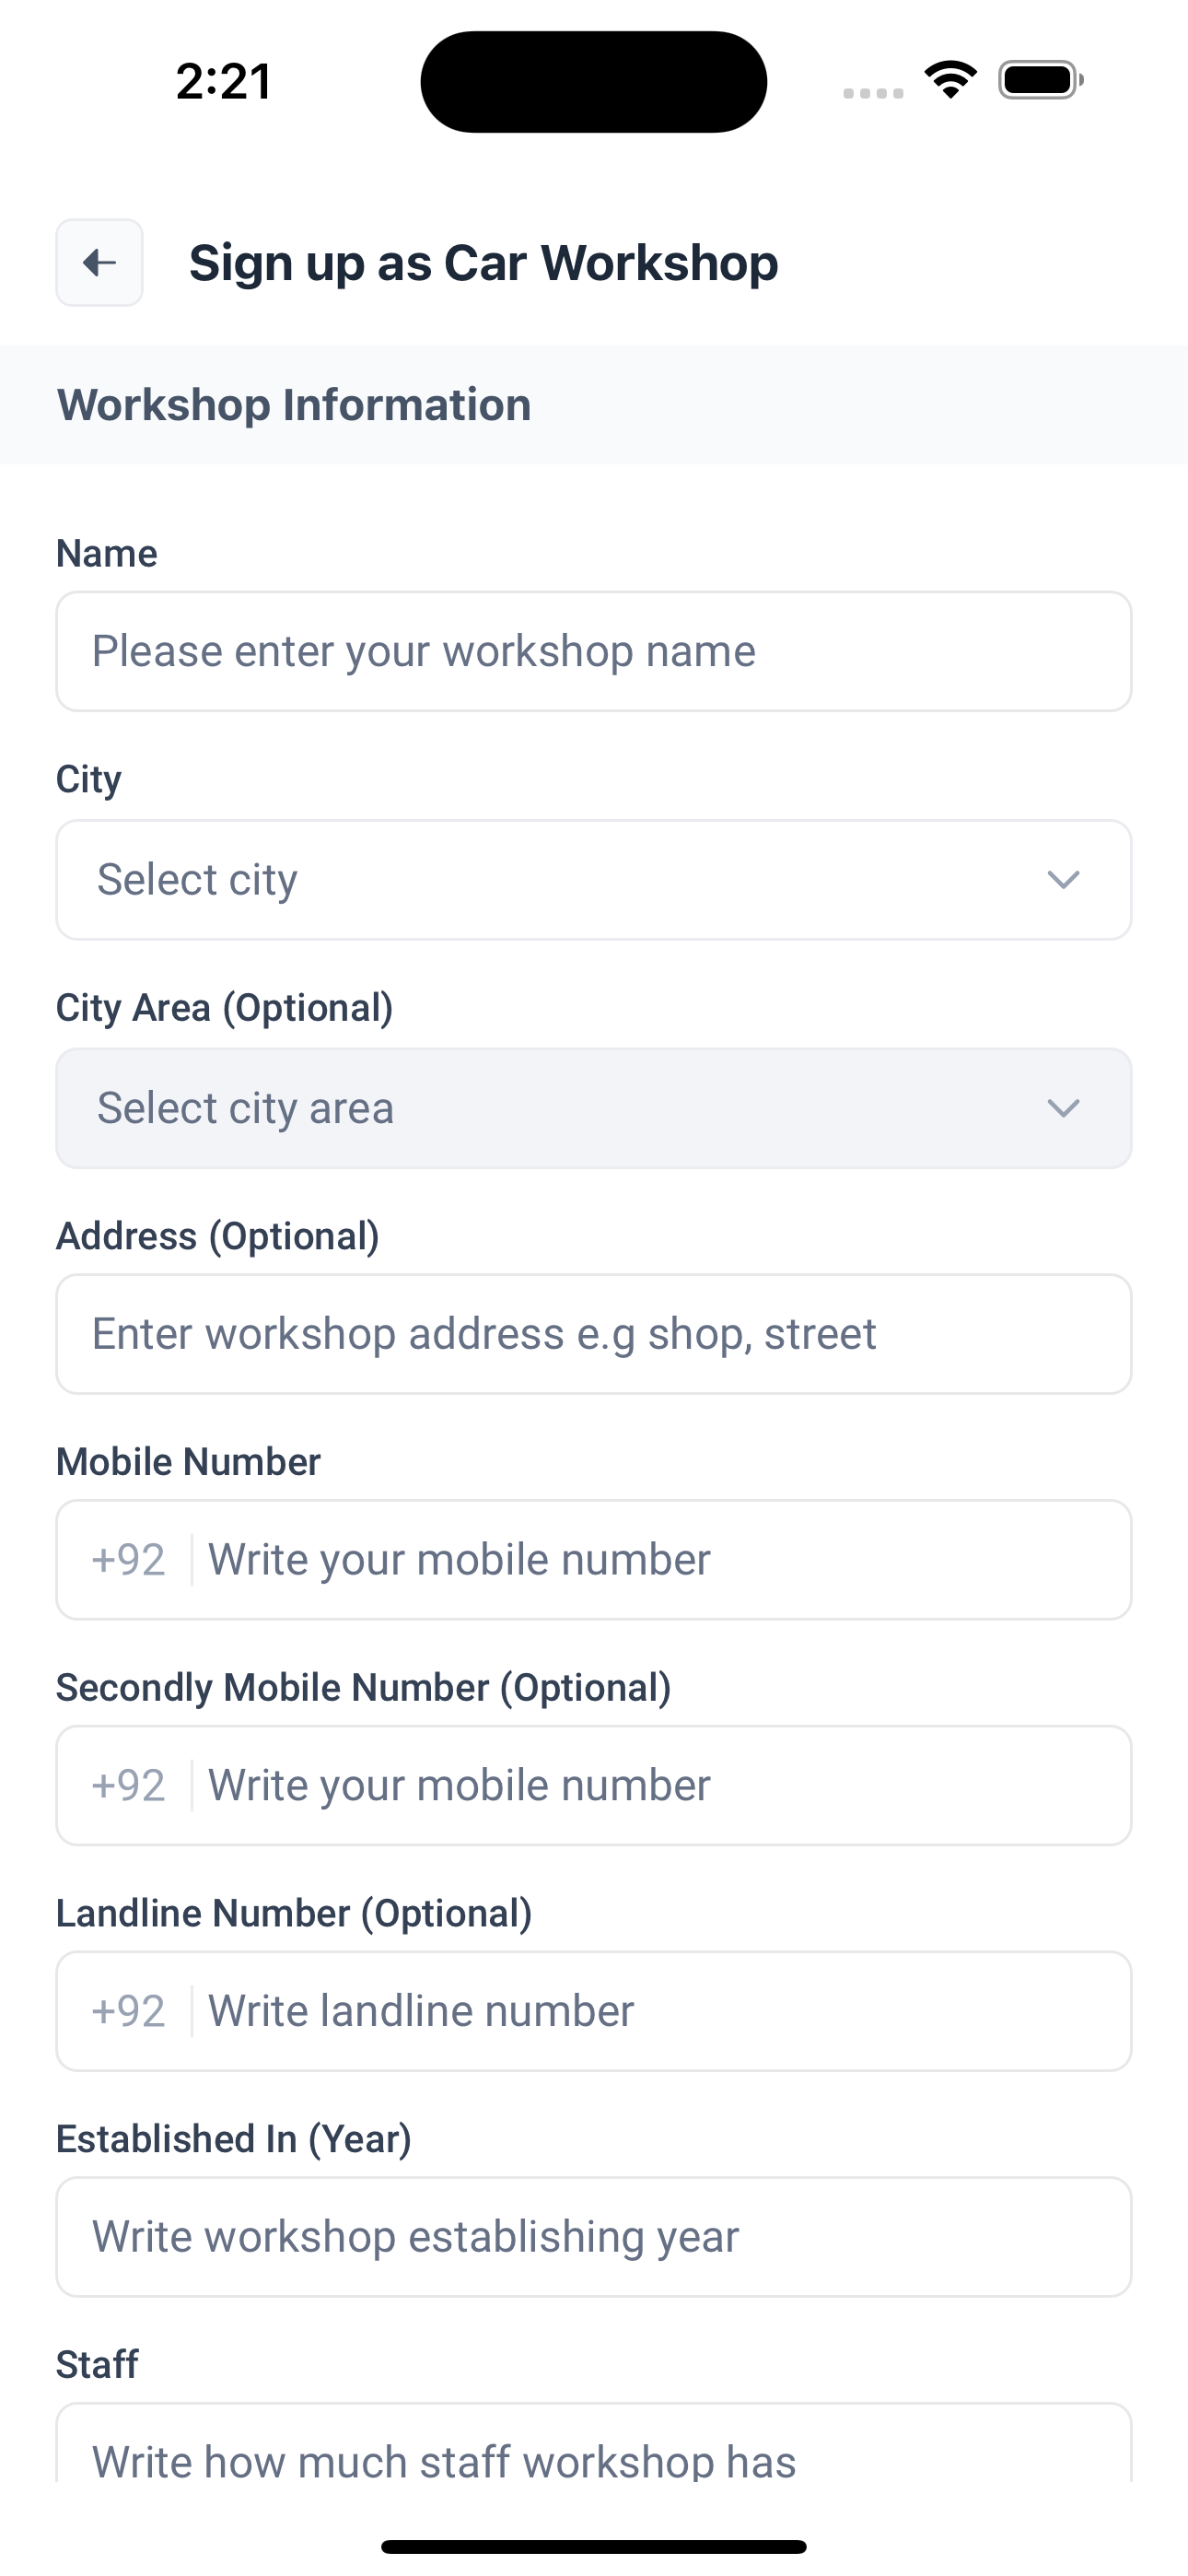 2:21
Sign up as Car Workshop
Workshop Information
Name
Please enter your workshop name
City
Select city
City Area (Optional)
Select city area
Address (Optional)
Enter workshop address e.g shop, street
Mobile Number
+92 Write your mobile number
Secondly Mobile Number (Optional)
+92 Write your mobile number
Landline Number (Optional)
+92 Write landline number
Established In (Year)
Write workshop establishing year
Staff
Write how much staff workshop has